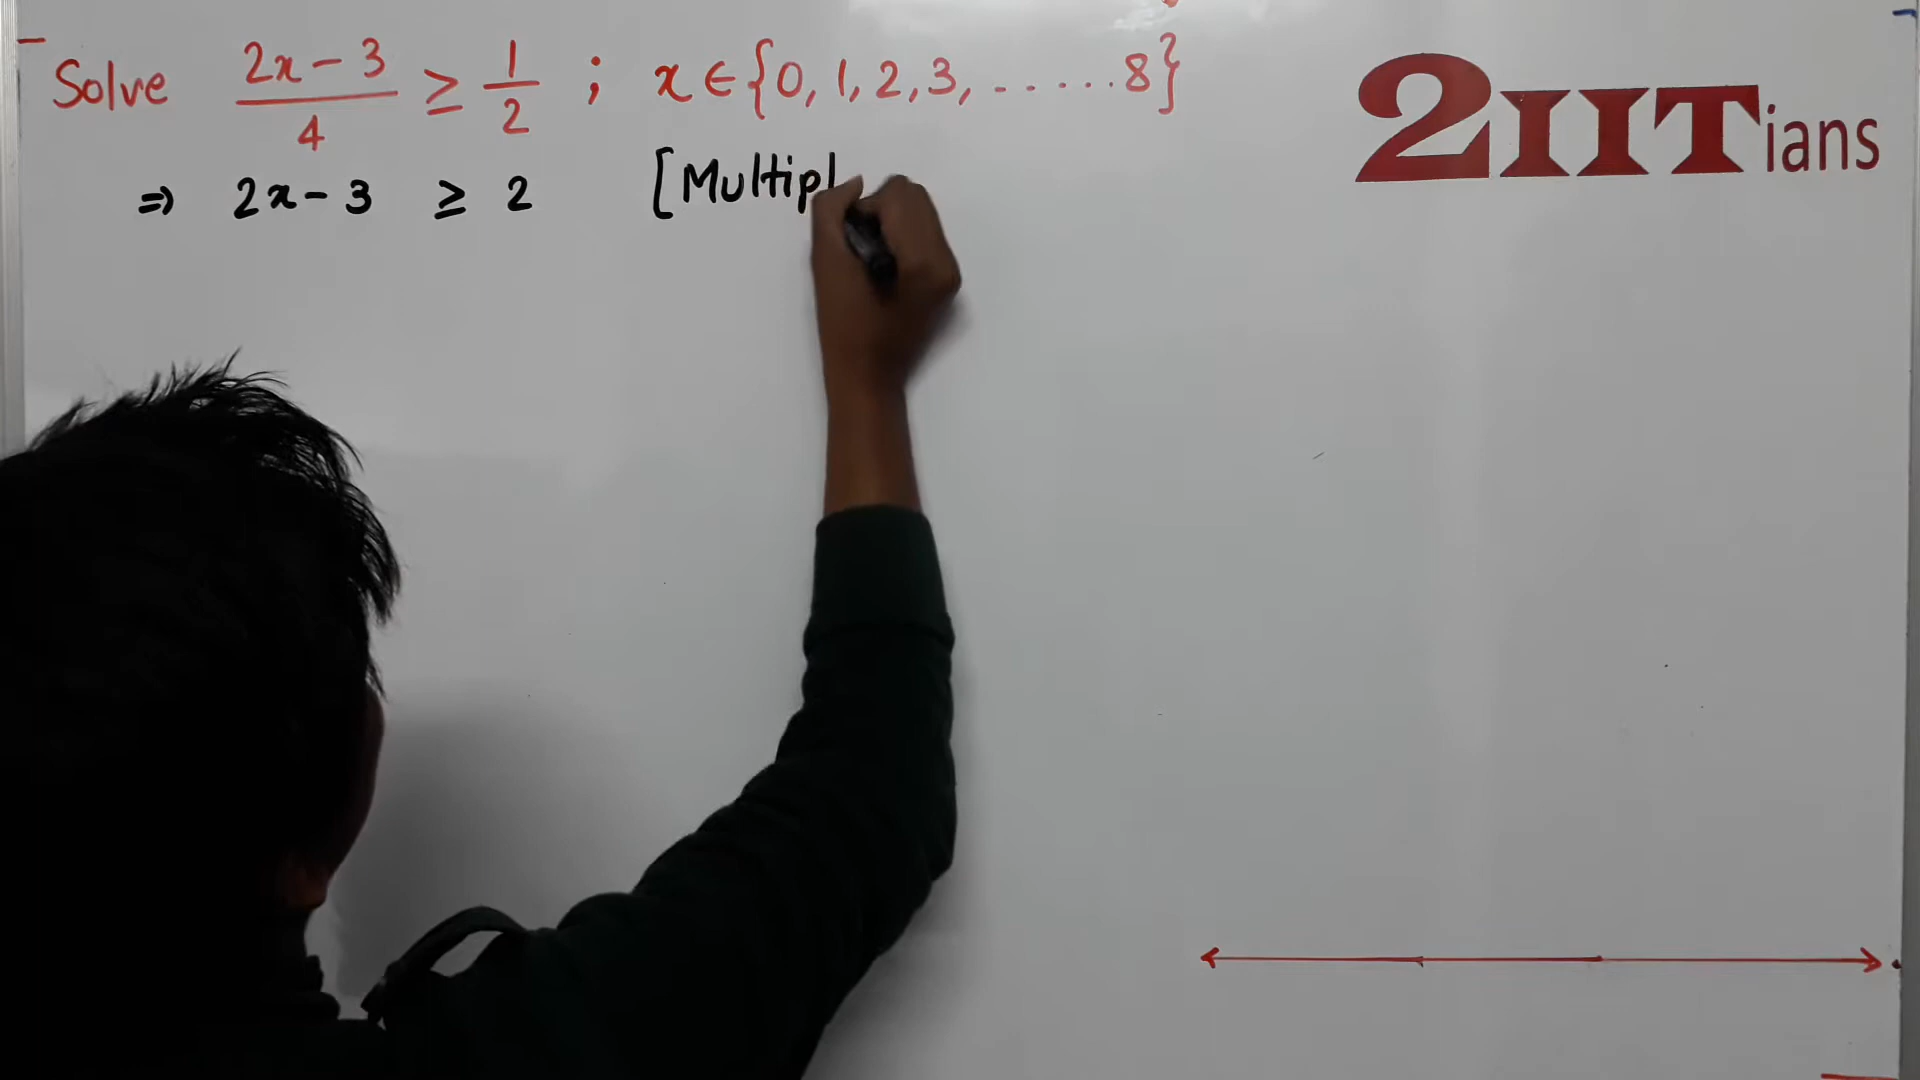 Solve (2x - 3)/4 ≥ 1/2 ; x ∈ {0, 1, 2, 3, ......8}
⇒ 2x - 3 ≥ 2 [Multipl
2IITians